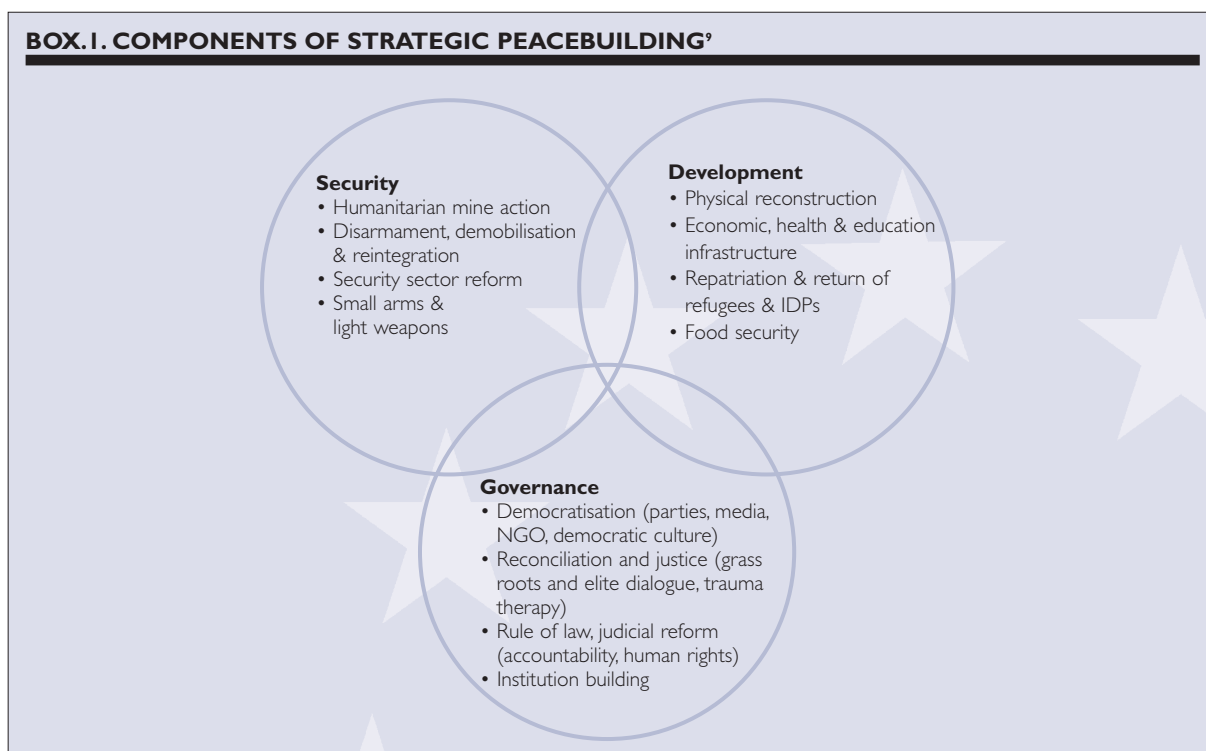 BOX.1. COMPONENTS OF STRATEGIC PEACEBUILDING⁹
Security
• Humanitarian mine action
• Disarmament, demobilisation
& reintegration
• Security sector reform
• Small arms &
light weapons
Development
• Physical reconstruction
• Economic, health & education
infrastructure
• Repatriation & return of
refugees & IDPs
• Food security
Governance
• Democratisation (parties, media,
NGO, democratic culture)
• Reconciliation and justice (grass
roots and elite dialogue, trauma
therapy)
• Rule of law, judicial reform
(accountability, human rights)
• Institution building